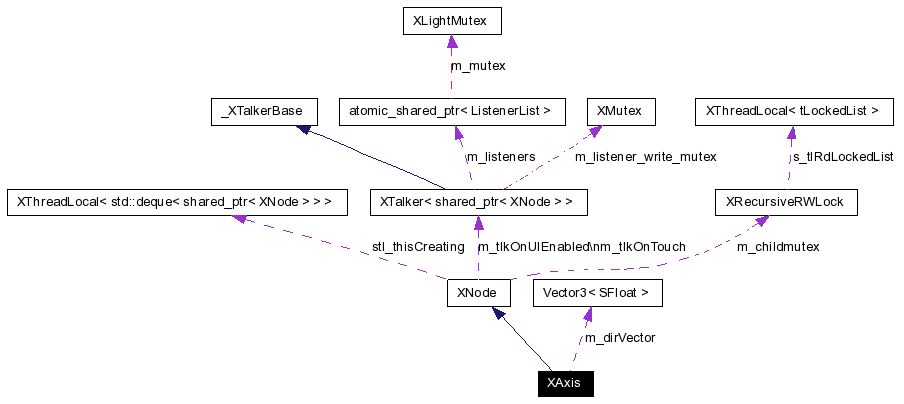 XLightMutex
m_mutex
_XTalkerBase
atomic_shared_ptr< ListenerList >
XMutex
XThreadLocal< tLockedList >
m_listeners
m_listener_write_mutex
s_tlRdLockedList
XThreadLocal< std::deque< shared_ptr< XNode > > >
XTalker< shared_ptr< XNode > >
XRecursiveRWLock
stl_thisCreating
m_tlkOnUIEnabled\nm_tlkOnTouch
m_childmutex
XNode
Vector3< SFloat >
m_dirVector
XAxis